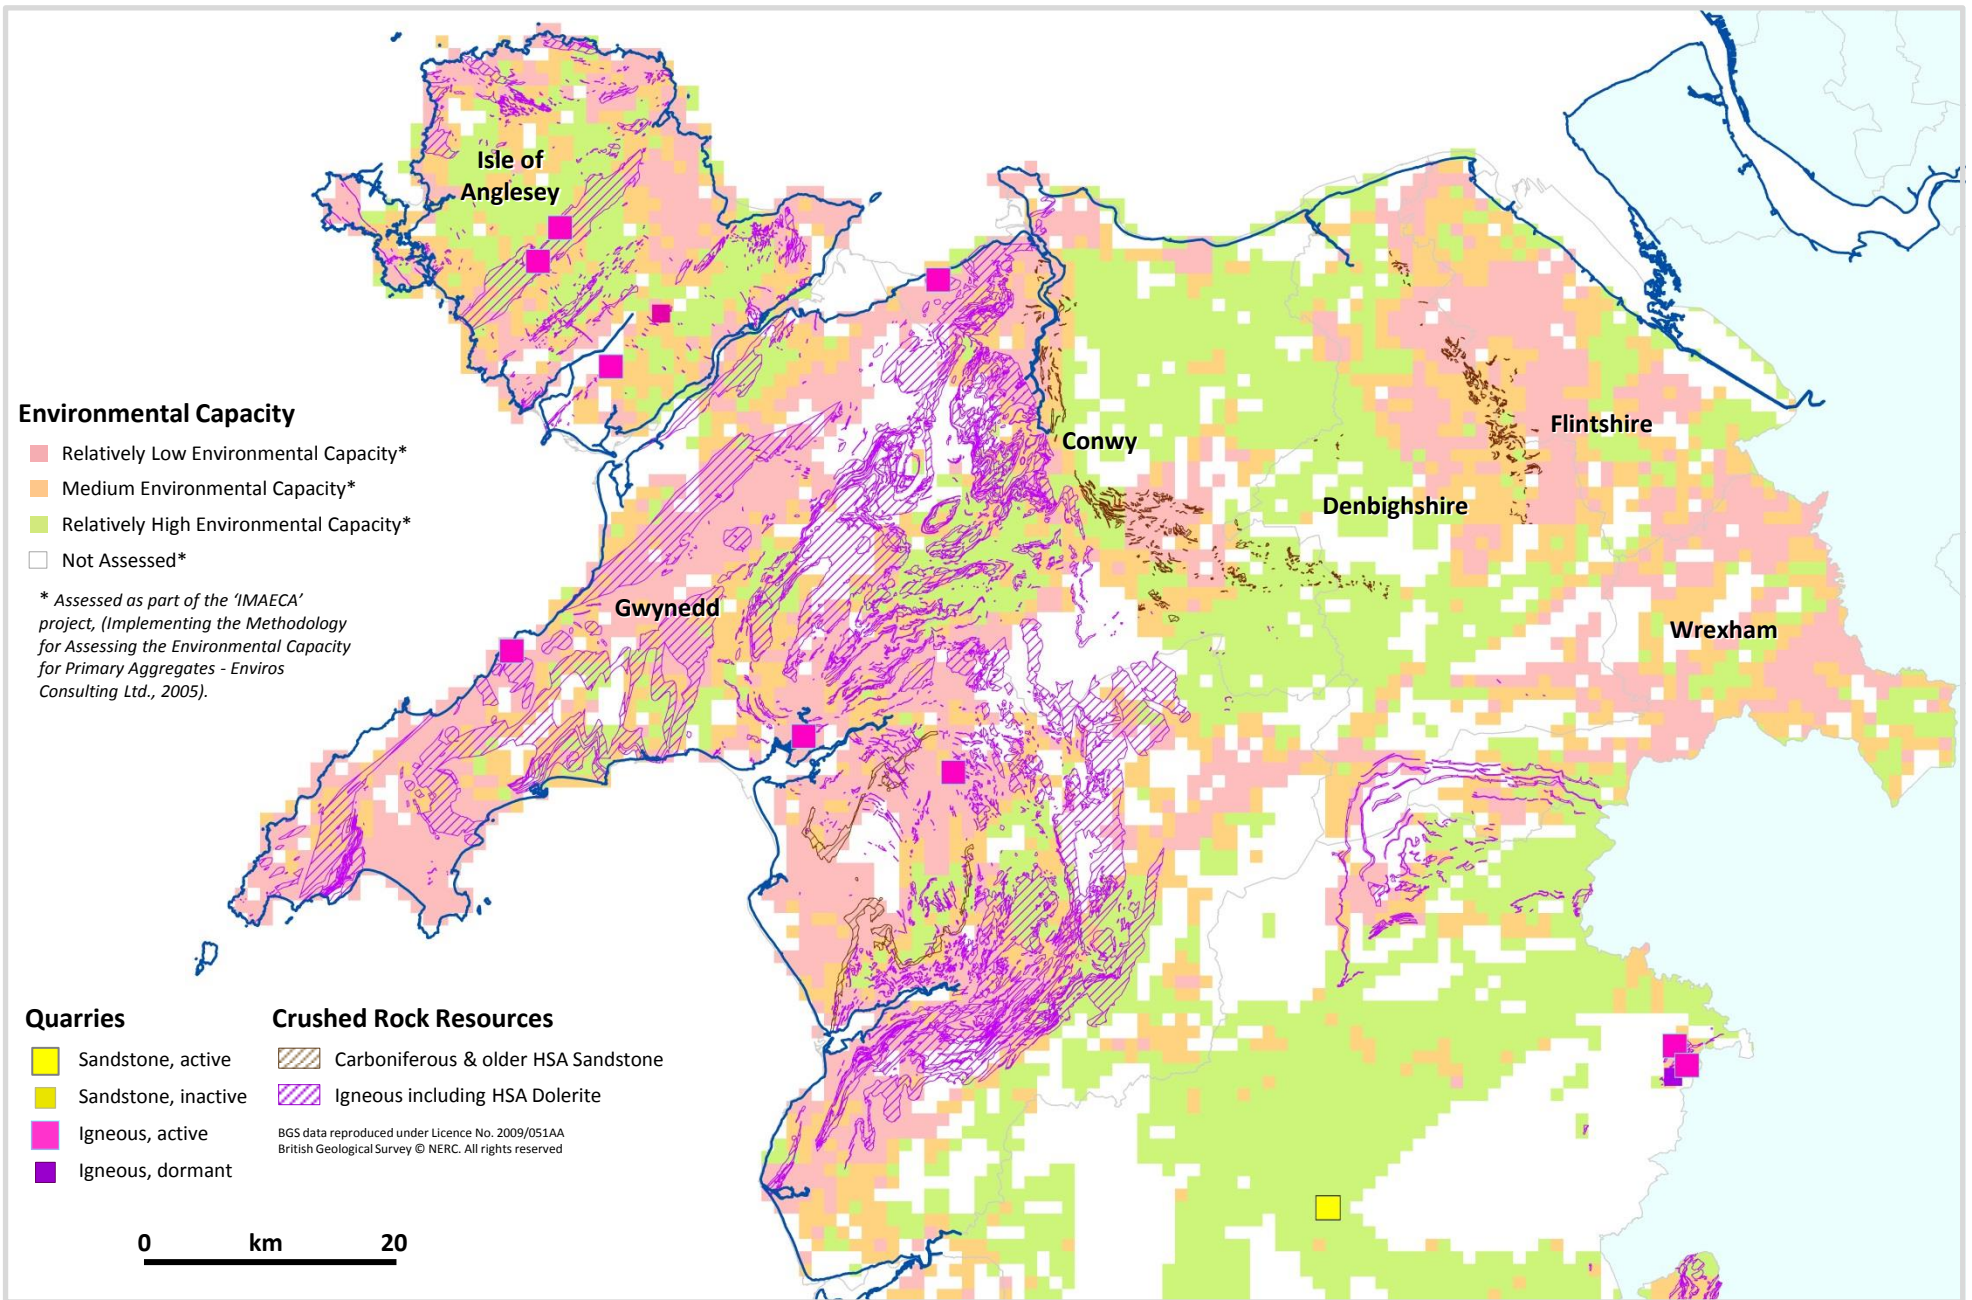 Isle of
Anglesey
Environmental Capacity
Relatively Low Environmental Capacity*
Medium Environmental Capacity*
Relatively High Environmental Capacity*
Not Assessed*
* Assessed as part of the ‘IMAECA’
project, (Implementing the Methodology
for Assessing the Environmental Capacity
for Primary Aggregates - Enviros
Consulting Ltd., 2005).
Conwy
Flintshire
Denbighshire
Gwynedd
Wrexham
Quarries
Sandstone, active
Sandstone, inactive
Igneous, active
Igneous, dormant
Crushed Rock Resources
Carboniferous & older HSA Sandstone
Igneous including HSA Dolerite
BGS data reproduced under Licence No. 2009/051AA
British Geological Survey © NERC. All rights reserved
0 km 20